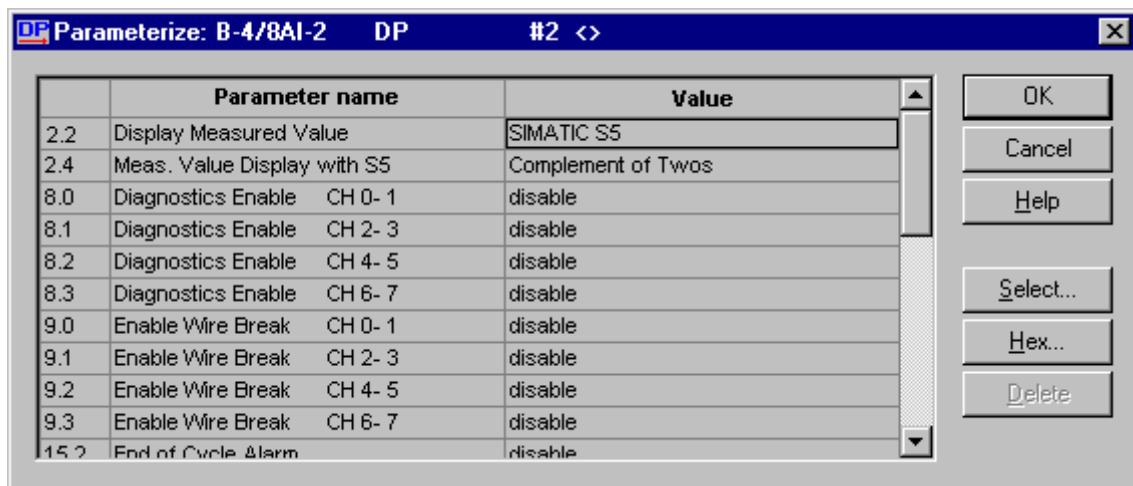 DP Parameterize: B-4/8AI-2 DP #2 <>
Parameter name Value
2.2 Display Measured Value SIMATIC S5
2.4 Meas. Value Display with S5 Complement of Twos
8.0 Diagnostics Enable CH 0- 1 disable
8.1 Diagnostics Enable CH 2- 3 disable
8.2 Diagnostics Enable CH 4- 5 disable
8.3 Diagnostics Enable CH 6- 7 disable
9.0 Enable Wire Break CH 0- 1 disable
9.1 Enable Wire Break CH 2- 3 disable
9.2 Enable Wire Break CH 4- 5 disable
9.3 Enable Wire Break CH 6- 7 disable
15.2 End of Cycle Alarm disable
OK
Cancel
Help
Select...
Hex...
Delete